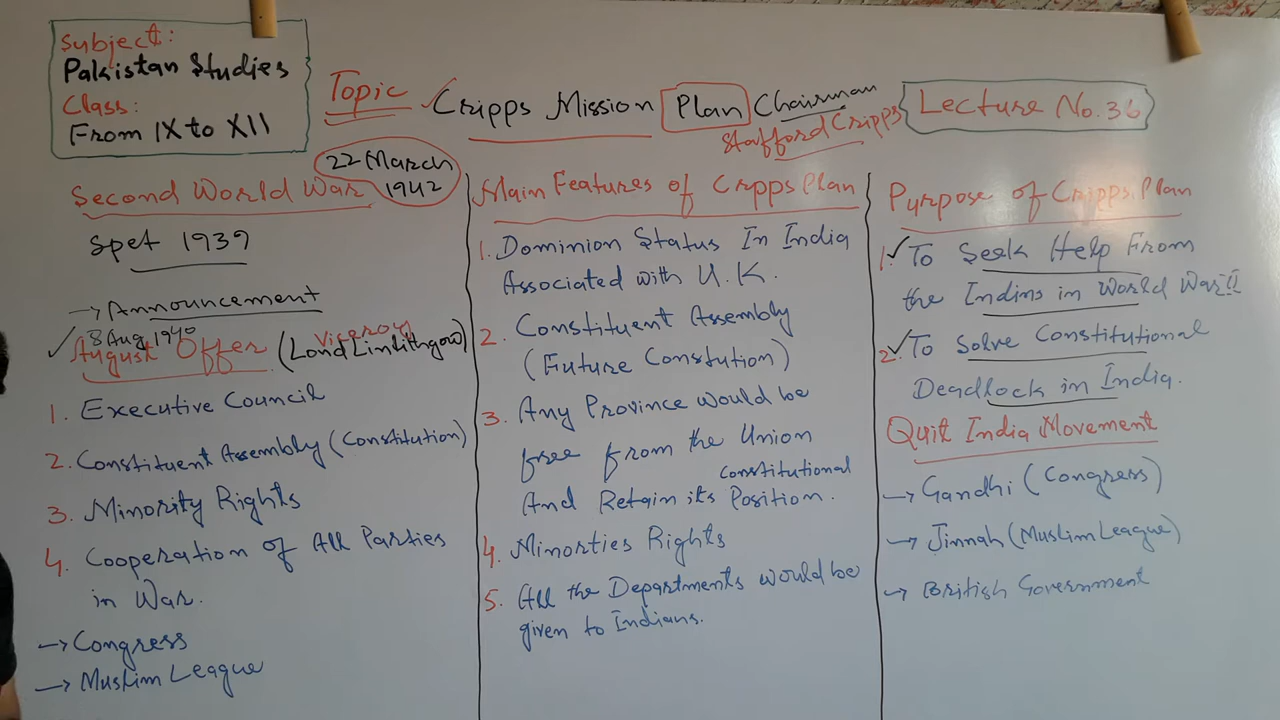 Subject:
Pakistan Studies
Class:
From IX to XII
Topic Cripps Mission Plan Chairman
Stafford Cripps
Lecture No. 36
22 March
1942
Second World War
Spet 1939
→ Announcement
8 Aug, 1940
August Offer (Lond Linlithgow)
Viceroy
1. Executive Council
2. Constituent Assembly (Constitution)
3. Minority Rights
4. Cooperation of All Parties
in War.
→ Congress
→ Muslim League
Main Features of Cripps Plan
1. Dominion Status In India
Associated with U.K.
2. Constituent Assembly
(Future Constution)
3. Any Province would be
free from the Union
constitutional
And Retain its Position.
4. Minorties Rights
5. All the Departments would be
given to Indians.
Purpose of Cripps Plan
1. ✓ To Seek Help From
the Indins in World War II
2. ✓ To Solve Constitutional
Deadlock in India.
Quit India Movement
→ Gandhi (Congress)
→ Jinnah (Muslim League)
→ British Government